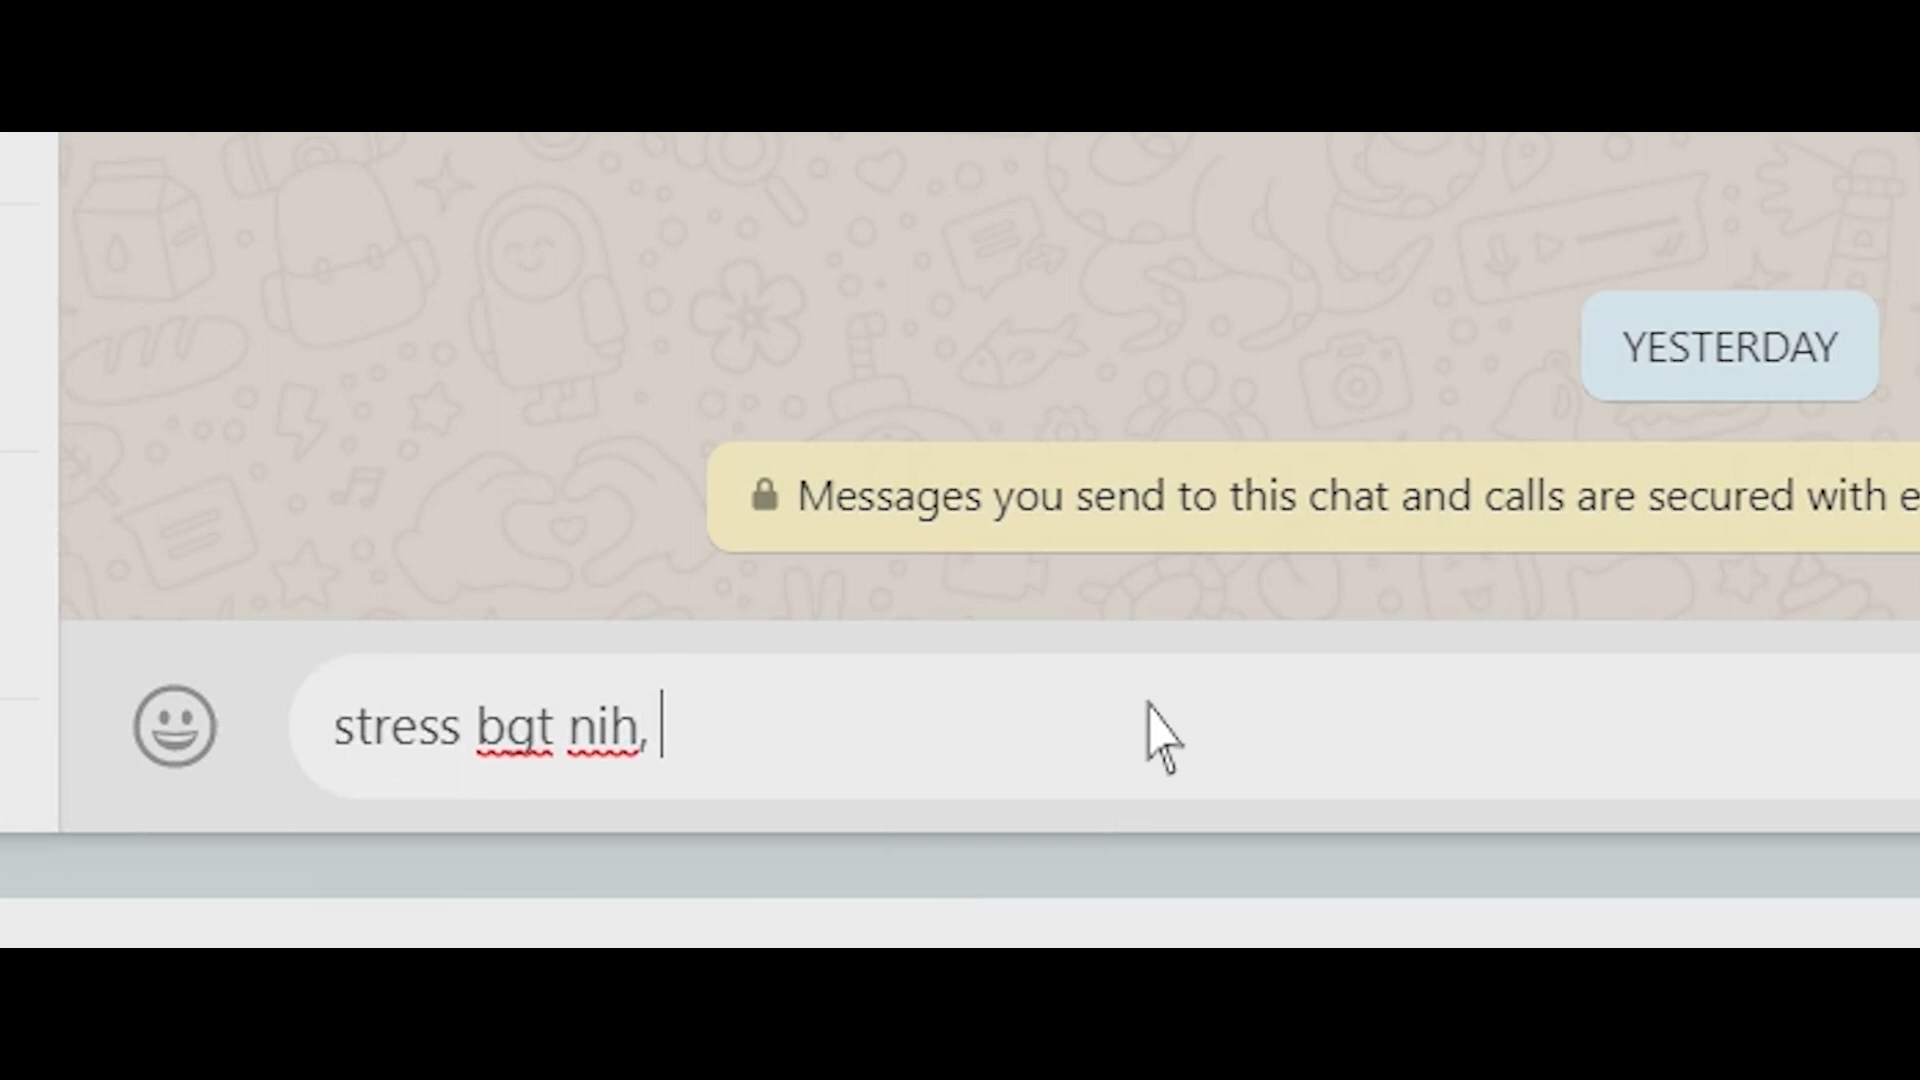 YESTERDAY
Messages you send to this chat and calls are secured with e
stress bgt nih,